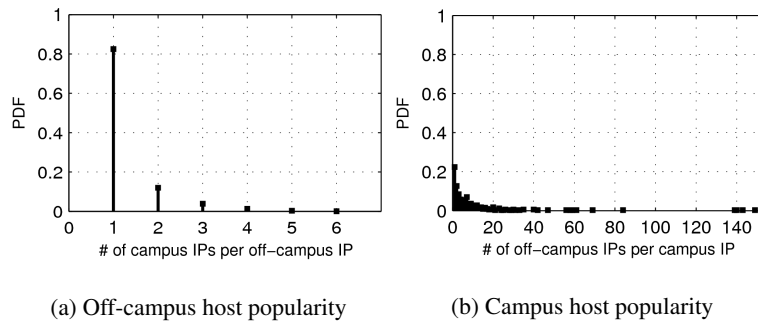 1
0.8
0.6
0.4
0.2
0
PDF
0 1 2 3 4 5 6
# of campus IPs per off−campus IP
(a) Off-campus host popularity
1
0.8
0.6
0.4
0.2
0
PDF
0 20 40 60 80 100 120 140
# of off−campus IPs per campus IP
(b) Campus host popularity